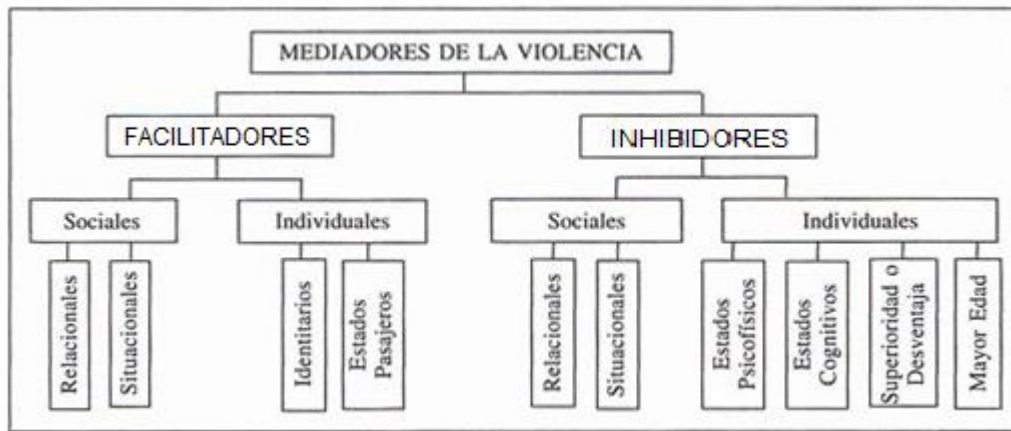 MEDIADORES DE LA VIOLENCIA
FACILITADORES
INHIBIDORES
Sociales
Individuales
Sociales
Individuales
Relacionales
Situacionales
Identitarios
Estados
Pasajeros
Relacionales
Situacionales
Estados
Psicofísicos
Estados
Cognitivos
Superioridad o
Desventaja
Mayor Edad